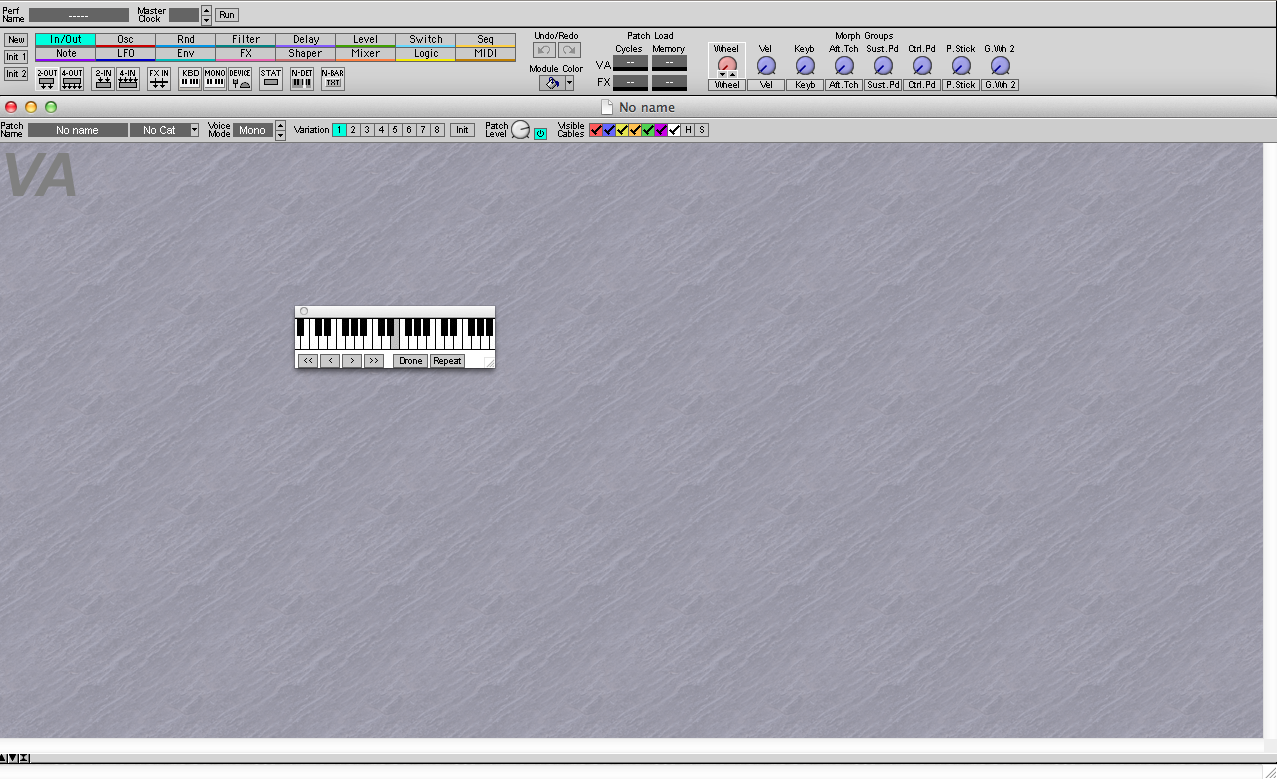 Perf Name ----- Master Clock Run
New In/Out Osc Rnd Filter Delay Level Switch Seq
Init 1 Note LFO Env FX Shaper Mixer Logic MIDI
Init 2 2-OUT 4-OUT 2-IN 4-IN FX IN KBD MONO DEVICE STAT N-DET N-BAR TXT
Undo/Redo
Module Color
Patch Load
Cycles Memory
VA -- --
FX -- --
Morph Groups
Wheel Vel Keyb Aft.Tch Sust.Pd Ctrl.Pd P.Stick G.Wh 2
Wheel Vel Keyb Aft.Tch Sust.Pd Ctrl.Pd P.Stick G.Wh 2
No name
Patch Name No name No Cat Voice Mode Mono Variation 1 2 3 4 5 6 7 8 Init Patch Level Visible Cables H S
VA
<< < > >> Drone Repeat